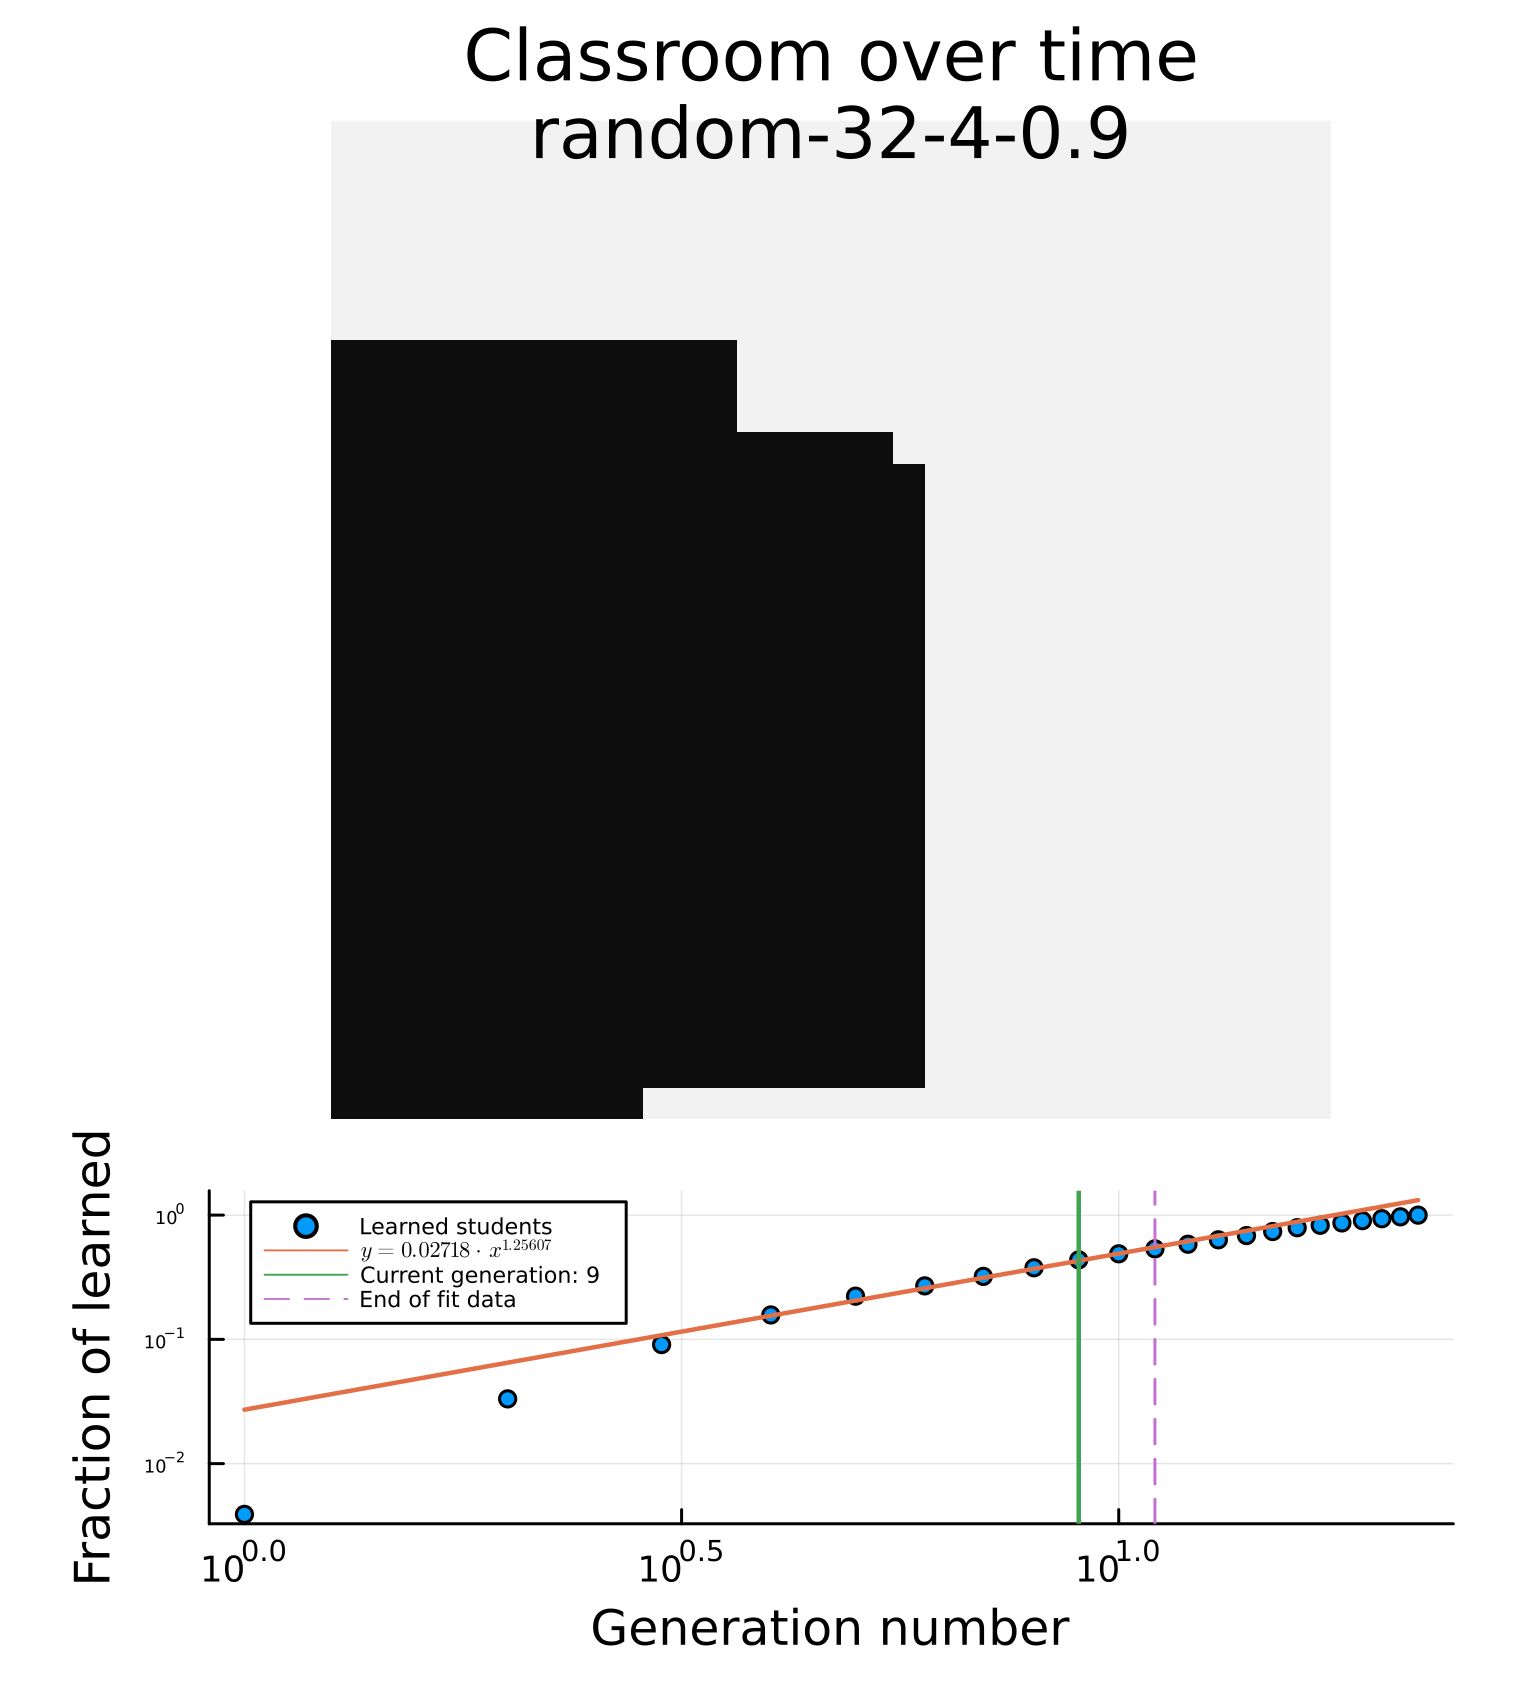 Classroom over time
random-32-4-0.9
Fraction of learned
10⁰
10⁻¹
10⁻²
Learned students
y = 0.02718 · x^1.25607
Current generation: 9
End of fit data
10^0.0
10^0.5
10^1.0
Generation number